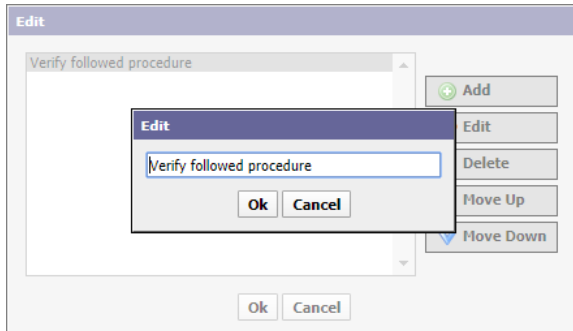 Edit
Verify followed procedure
Add
Edit
Edit
Verify followed procedure
Delete
Ok Cancel
Move Up
Move Down
Ok Cancel